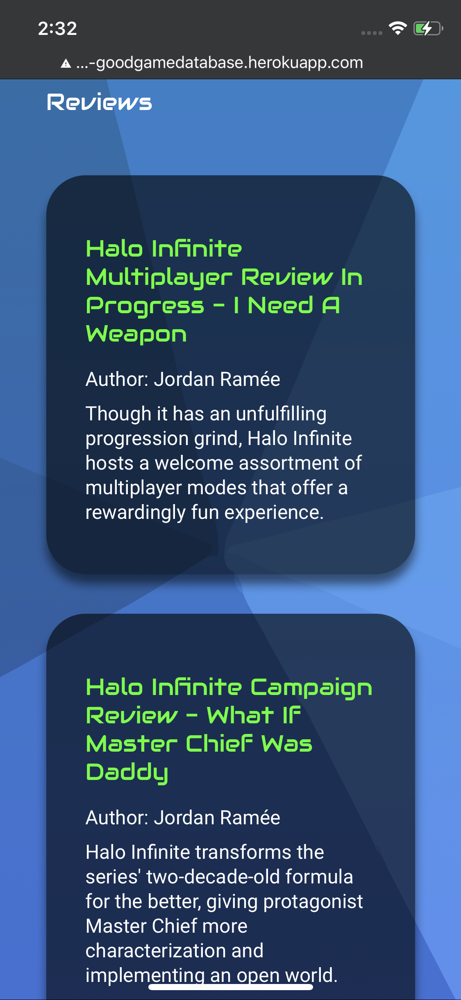 2:32
...-goodgamedatabase.herokuapp.com
Reviews
Halo Infinite
Multiplayer Review In
Progress - I Need A
Weapon
Author: Jordan Ramée
Though it has an unfulfilling
progression grind, Halo Infinite
hosts a welcome assortment of
multiplayer modes that offer a
rewardingly fun experience.
Halo Infinite Campaign
Review - What If
Master Chief Was
Daddy
Author: Jordan Ramée
Halo Infinite transforms the
series' two-decade-old formula
for the better, giving protagonist
Master Chief more
characterization and
implementing an open world.